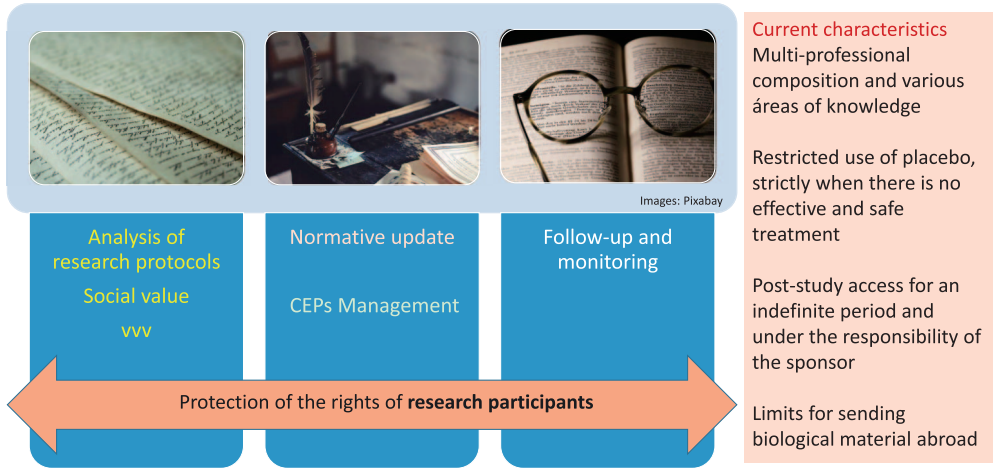 Images: Pixabay
Analysis of
research protocols
Social value
vvv
Normative update
CEPs Management
Follow-up and
monitoring
Protection of the rights of research participants
Current characteristics
Multi-professional
composition and various
áreas of knowledge
Restricted use of placebo,
strictly when there is no
effective and safe
treatment
Post-study access for an
indefinite period and
under the responsibility of
the sponsor
Limits for sending
biological material abroad